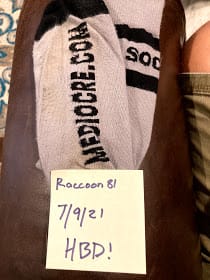 MEDIOCRE.COM
SOC
Raccoon 81
7/9/21
HBD!